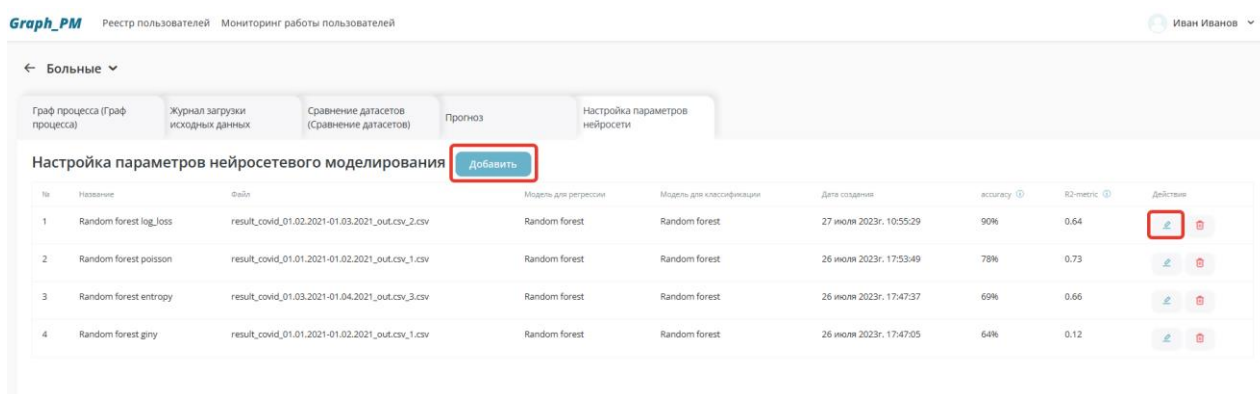 Graph_PM Реестр пользователей Мониторинг работы пользователей Иван Иванов
Больные
Граф процесса (Граф процесса)
Журнал загрузки исходных данных
Сравнение датасетов (Сравнение датасетов)
Прогноз
Настройка параметров нейросети
Настройка параметров нейросетевого моделирования Добавить
№ Название Файл Модель для регрессии Модель для классификации Дата создания accuracy R2-metric Действия
1 Random forest log_loss result_covid_01.02.2021-01.03.2021_out.csv_2.csv Random forest Random forest 27 июля 2023г. 10:55:29 90% 0.64
2 Random forest poisson result_covid_01.01.2021-01.02.2021_out.csv_1.csv Random forest Random forest 26 июля 2023г. 17:53:49 78% 0.73
3 Random forest entropy result_covid_01.03.2021-01.04.2021_out.csv_3.csv Random forest Random forest 26 июля 2023г. 17:47:37 69% 0.66
4 Random forest giny result_covid_01.01.2021-01.02.2021_out.csv_1.csv Random forest Random forest 26 июля 2023г. 17:47:05 64% 0.12